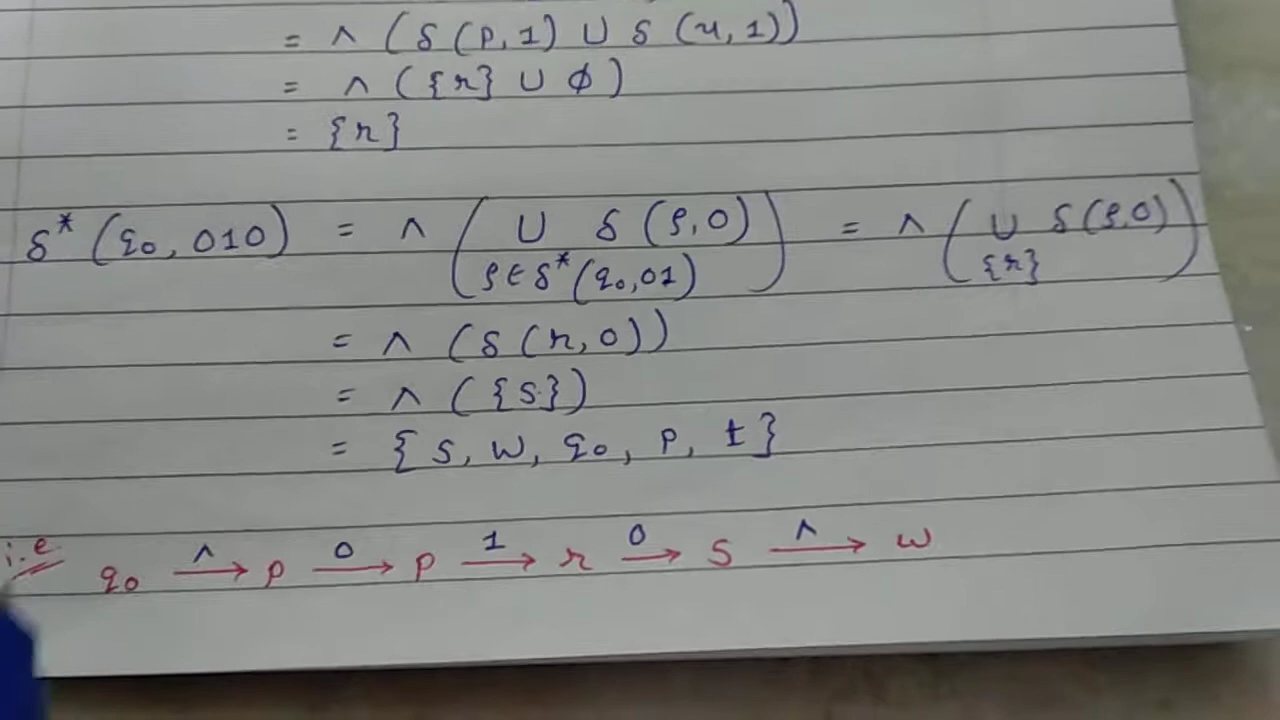 = ∧ (δ (p, 1) ∪ δ (u, 1))
= ∧ ({r} ∪ ϕ)
= {r}
δ* (q₀, 010) = ∧ ( ∪ δ (p, 0) ) = ∧ ( ∪ δ (p, 0) )
p ∈ δ* (q₀, 01) {r}
= ∧ (δ (r, 0))
= ∧ ({s})
= {s, w, q₀, p, t}
i.e q₀ —∧→ p —0→ p —1→ r —0→ s —∧→ w